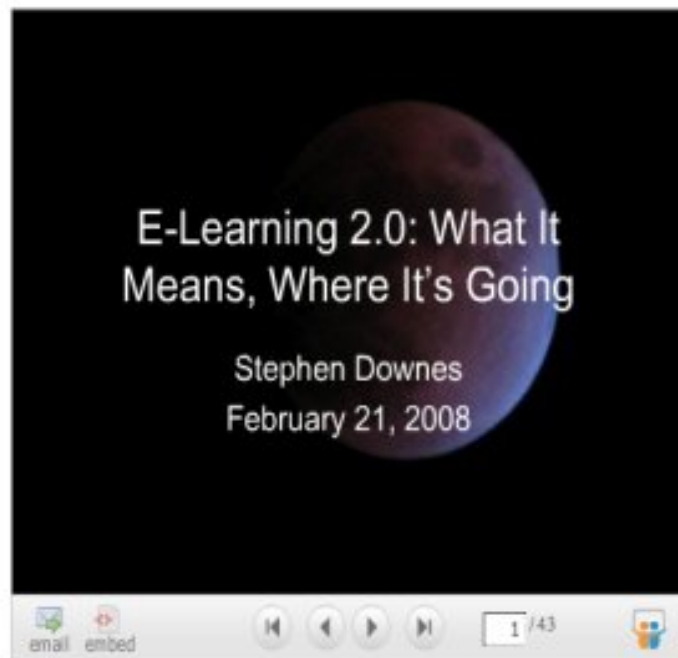 E-Learning 2.0: What It
Means, Where It's Going
Stephen Downes
February 21, 2008
email embed 1 /43